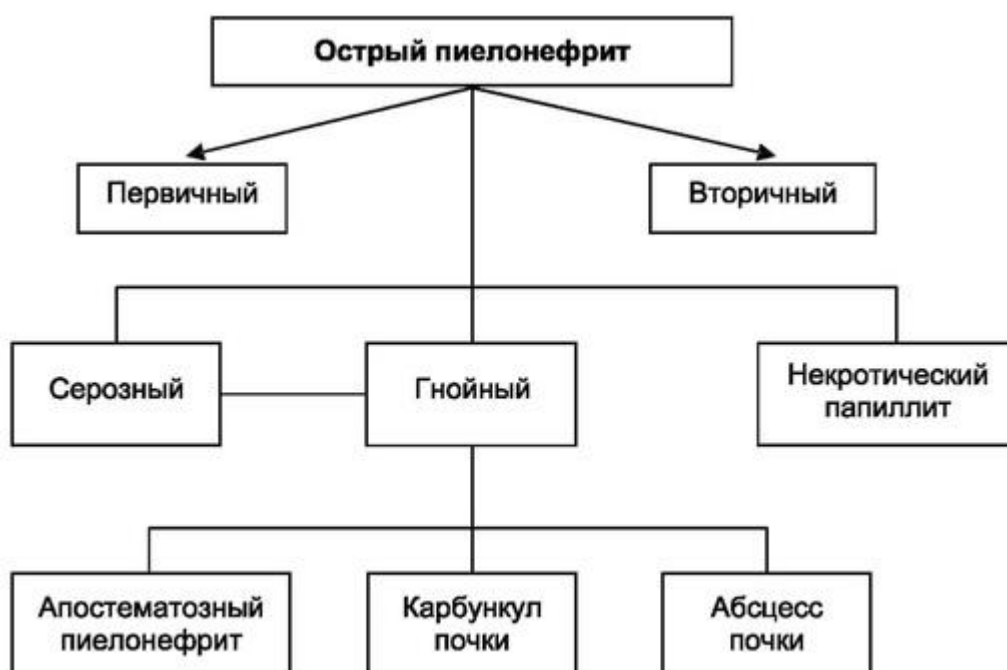 Острый пиелонефрит
Первичный
Вторичный
Серозный
Гнойный
Некротический
папиллит
Апостематозный
пиелонефрит
Карбункул
почки
Абсцесс
почки